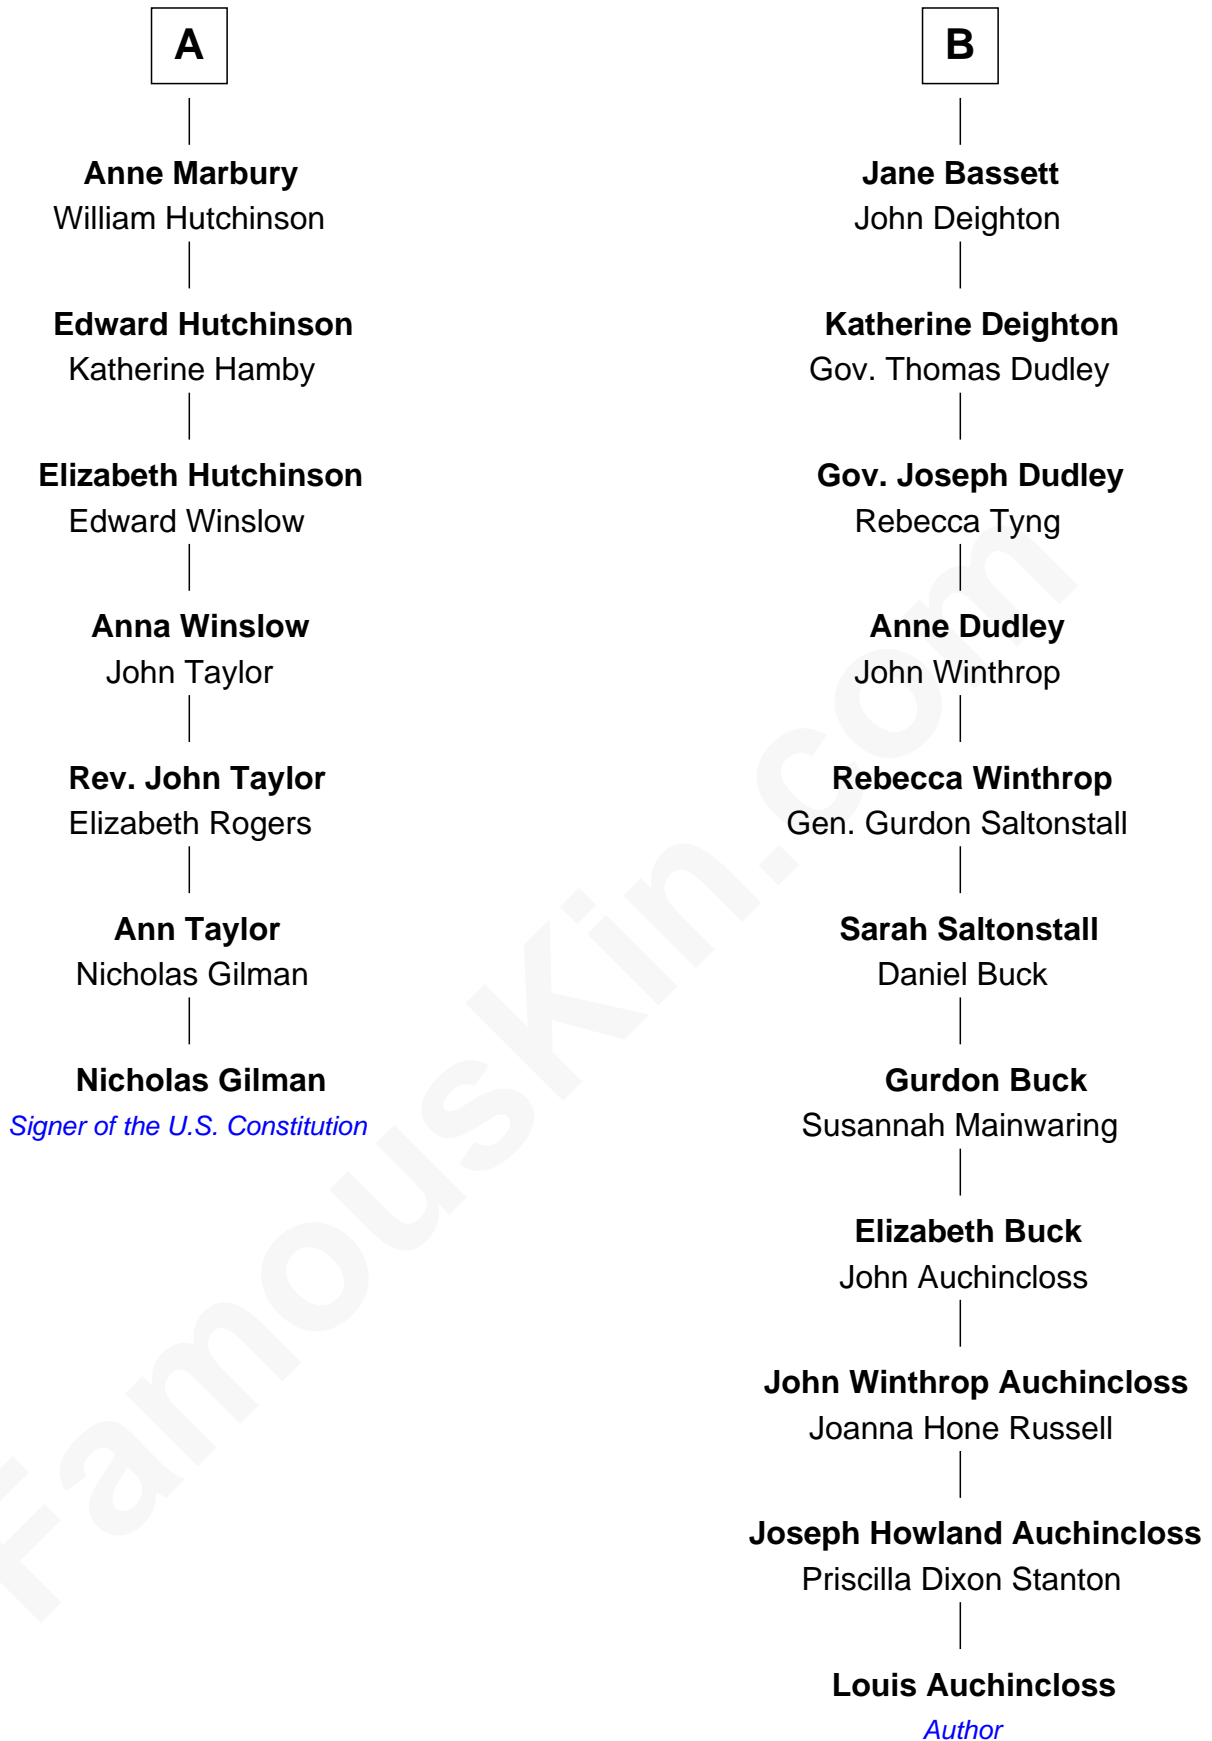 A
Anne Marbury
William Hutchinson
Edward Hutchinson
Katherine Hamby
Elizabeth Hutchinson
Edward Winslow
Anna Winslow
John Taylor
Rev. John Taylor
Elizabeth Rogers
Ann Taylor
Nicholas Gilman
Nicholas Gilman
Signer of the U.S. Constitution
B
Jane Bassett
John Deighton
Katherine Deighton
Gov. Thomas Dudley
Gov. Joseph Dudley
Rebecca Tyng
Anne Dudley
John Winthrop
Rebecca Winthrop
Gen. Gurdon Saltonstall
Sarah Saltonstall
Daniel Buck
Gurdon Buck
Susannah Mainwaring
Elizabeth Buck
John Auchincloss
John Winthrop Auchincloss
Joanna Hone Russell
Joseph Howland Auchincloss
Priscilla Dixon Stanton
Louis Auchincloss
Author
FamousKin.com